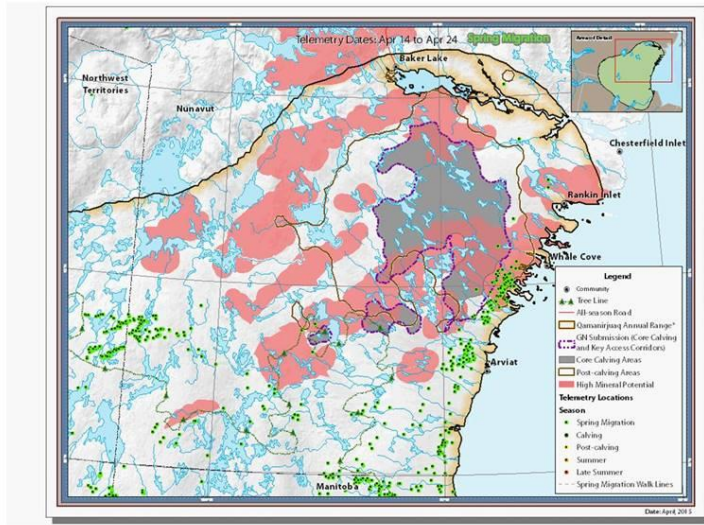 Telemetry Dates: Apr 14 to Apr 24 Spring Migration
Baker Lake
Northwest
Territories
Nunavut
Chesterfield Inlet
Rankin Inlet
Whale Cove
Arviat
Manitoba
Legend
Community
Tree Line
All-season Road
Qamanirjuaq Annual Range*
GN Submission (Core Calving
and Key Access Corridors)
Core Calving Areas
Post-calving Areas
High Mineral Potential
Telemetry Locations
Season
Spring Migration
Calving
Post-calving
Summer
Late Summer
Spring Migration Walk Lines
Date: April, 2015